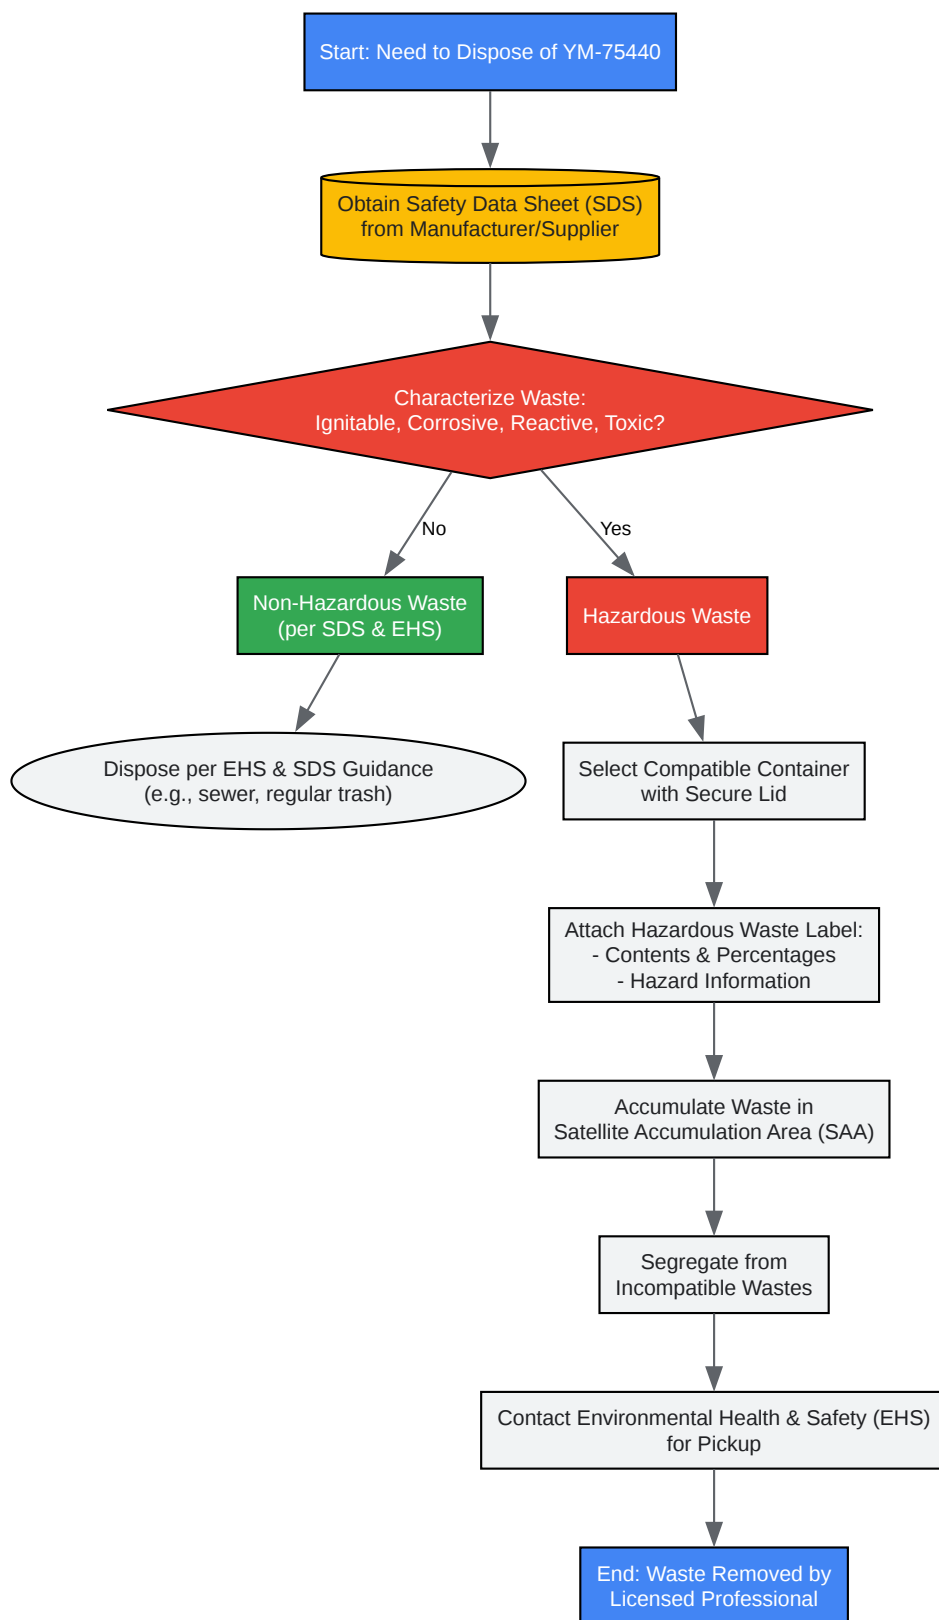 Start: Need to Dispose of YM-75440
Obtain Safety Data Sheet (SDS)
from Manufacturer/Supplier
Characterize Waste:
Ignitable, Corrosive, Reactive, Toxic?
No
Yes
Non-Hazardous Waste
(per SDS & EHS)
Hazardous Waste
Dispose per EHS & SDS Guidance
(e.g., sewer, regular trash)
Select Compatible Container
with Secure Lid
Attach Hazardous Waste Label:
- Contents & Percentages
- Hazard Information
Accumulate Waste in
Satellite Accumulation Area (SAA)
Segregate from
Incompatible Wastes
Contact Environmental Health & Safety (EHS)
for Pickup
End: Waste Removed by
Licensed Professional